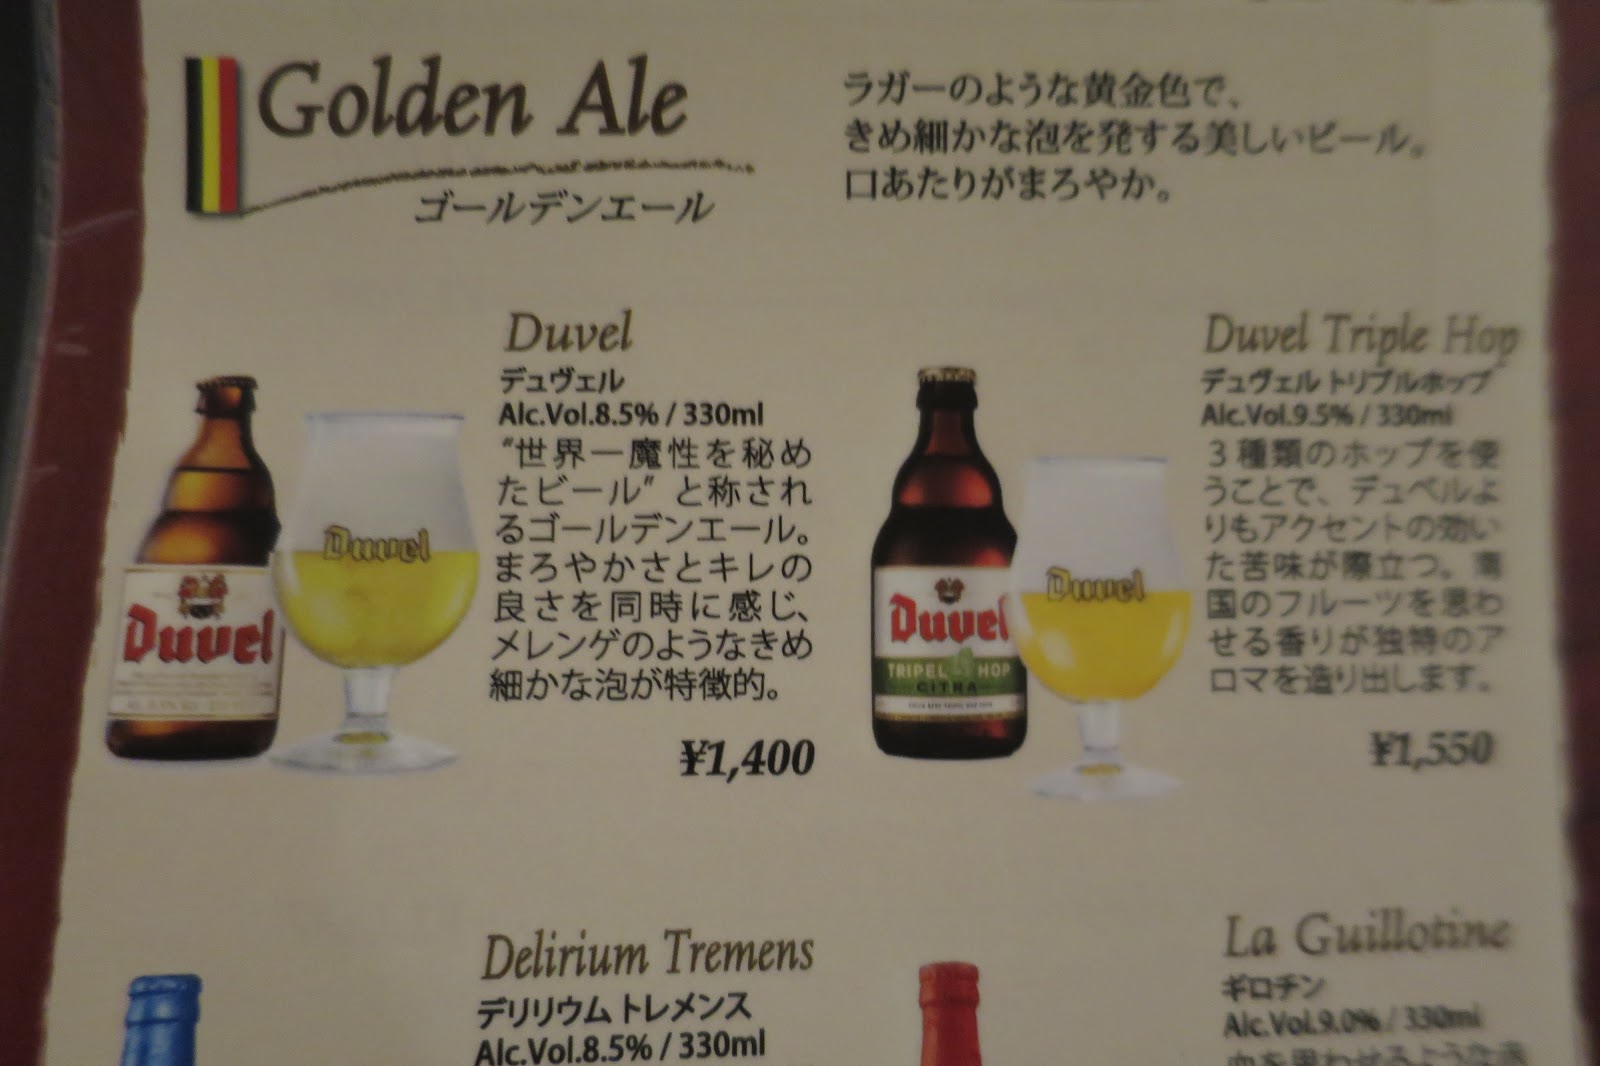 Golden Ale
ゴールデンエール
ラガーのような黄金色で、
きめ細かな泡を発する美しいビール。
口あたりがまろやか。
Duvel
デュヴェル
Alc.Vol.8.5% / 330ml
“世界一魔性を秘め
たビール” と称され
るゴールデンエール。
まろやかさとキレの
良さを同時に感じ、
メレンゲのようなきめ
細かな泡が特徴的。
¥1,400
Duvel
Duvel
Duvel Triple Hop
デュヴェル トリプルホップ
Alc.Vol.9.5% / 330ml
3種類のホップを使
うことで、デュベルよ
りもアクセントの効い
た苦味が際立つ。南
国のフルーツを思わ
せる香りが独特のア
ロマを造り出します。
¥1,550
Duvel
TRIPEL HOP
CITRA
Duvel
Delirium Tremens
デリリウム トレメンス
Alc.Vol.8.5% / 330ml
La Guillotine
ギロチン
Alc.Vol.9.0% / 330ml